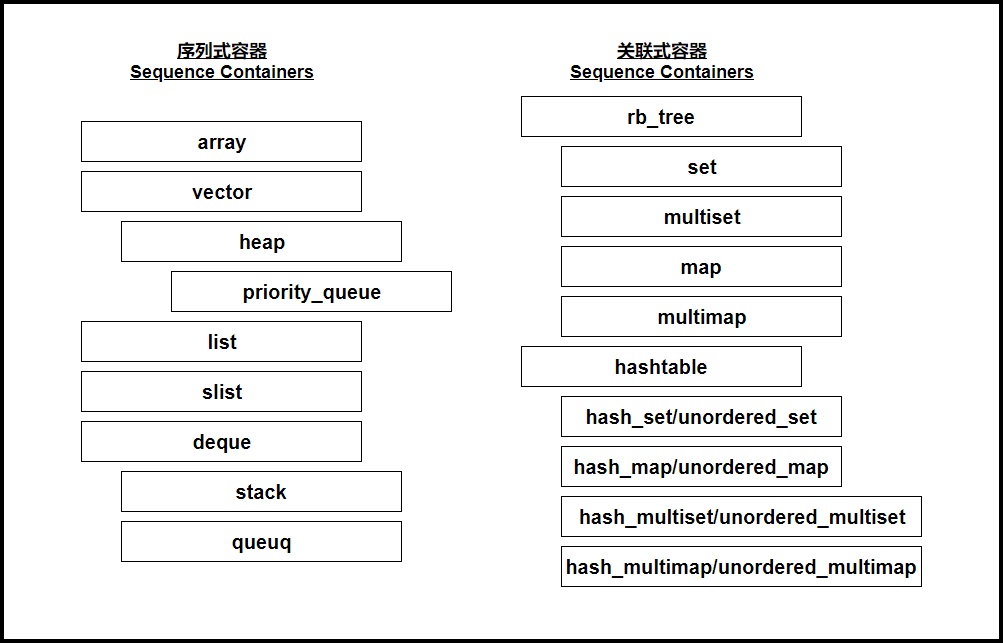 序列式容器
Sequence Containers
array
vector
heap
priority_queue
list
slist
deque
stack
queuq
关联式容器
Sequence Containers
rb_tree
set
multiset
map
multimap
hashtable
hash_set/unordered_set
hash_map/unordered_map
hash_multiset/unordered_multiset
hash_multimap/unordered_multimap